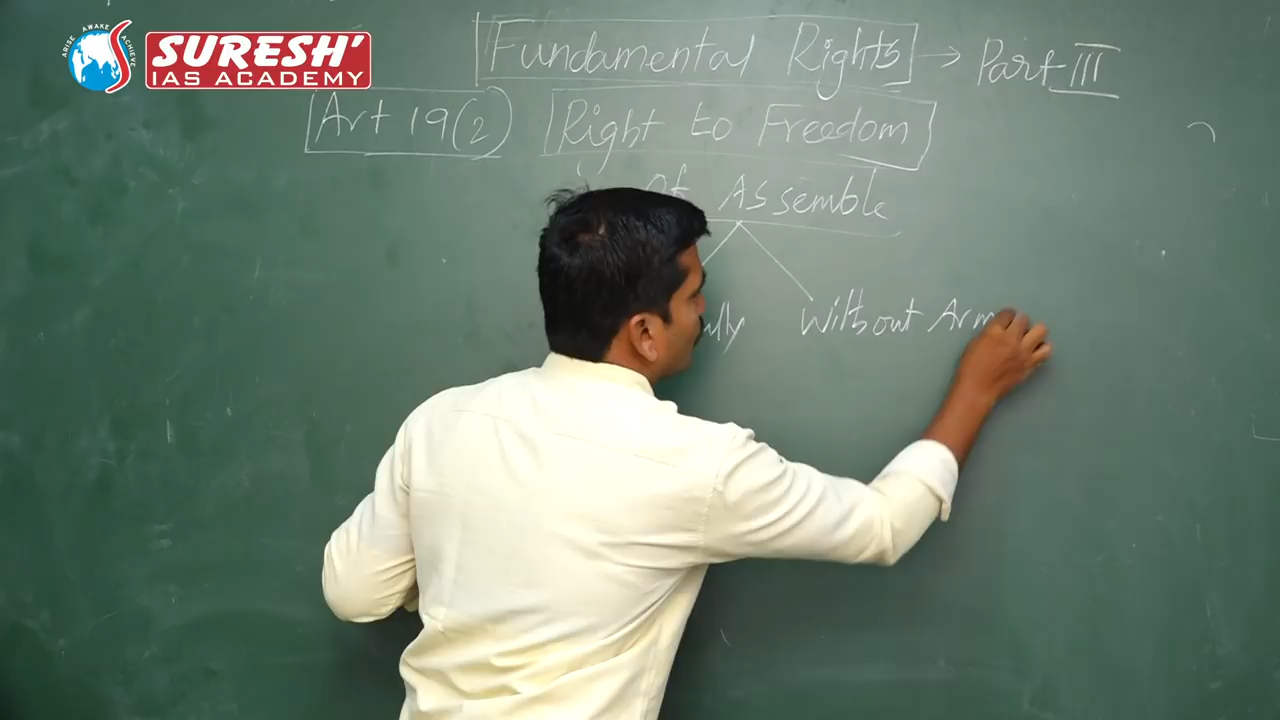 ARISE AWAKE ACHIEVE
SURESH'
IAS ACADEMY
Fundamental Rights → Part III
Art 19(2) Right to Freedom
of Assemble
Without Arm